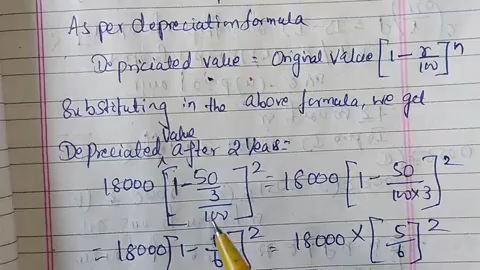 As per depreciation formula
Depriciated value = Original value [1 - r/100]^n
Substituting in the above formula, we get
Depreciated value after 2 Years =
18000 [1 - 50/3/100]^2 = 18000 [1 - 50/100×3]^2
= 18000 [1 - 1/6]^2 = 18000 × [5/6]^2